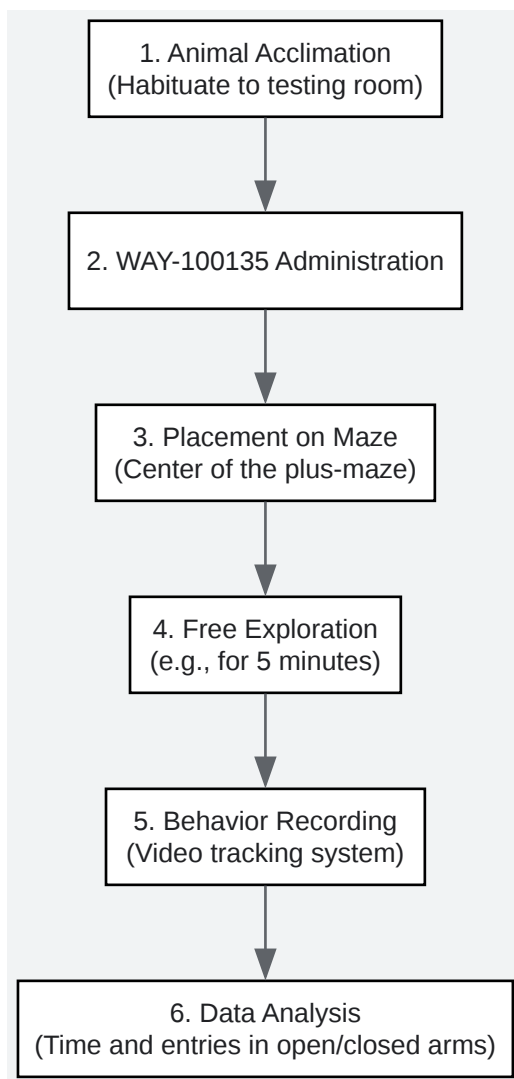 1. Animal Acclimation
(Habituate to testing room)
2. WAY-100135 Administration
3. Placement on Maze
(Center of the plus-maze)
4. Free Exploration
(e.g., for 5 minutes)
5. Behavior Recording
(Video tracking system)
6. Data Analysis
(Time and entries in open/closed arms)